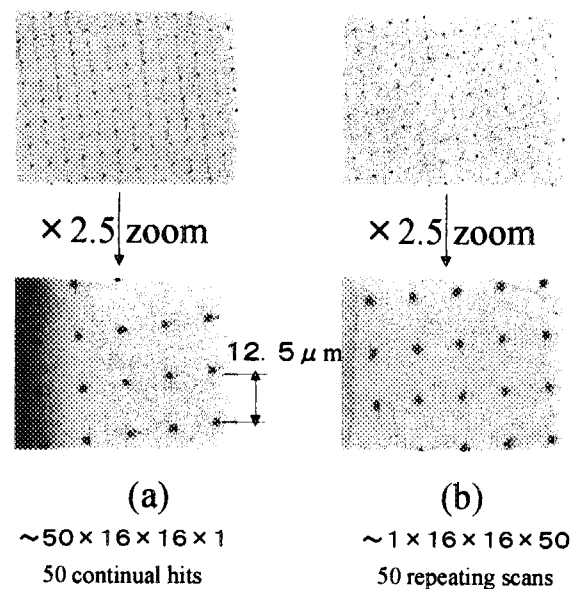 × 2.5 zoom
× 2.5 zoom
12. 5 μm
(a)
(b)
~50×16×16×1
~1×16×16×50
50 continual hits
50 repeating scans